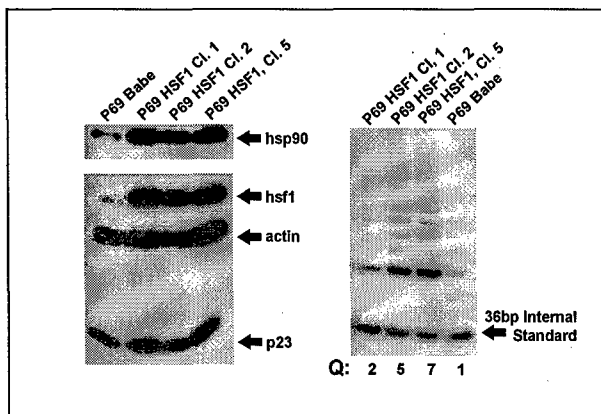 P69 Babe
P69 HSF1 Cl. 1
P69 HSF1 Cl. 2
P69 HSF1, Cl. 5
hsp90
hsf1
actin
p23
P69 HSF1 Cl, 1
P69 HSF1 Cl. 2
P69 HSF1, Cl. 5
P69 Babe
36bp Internal
Standard
Q: 2 5 7 1